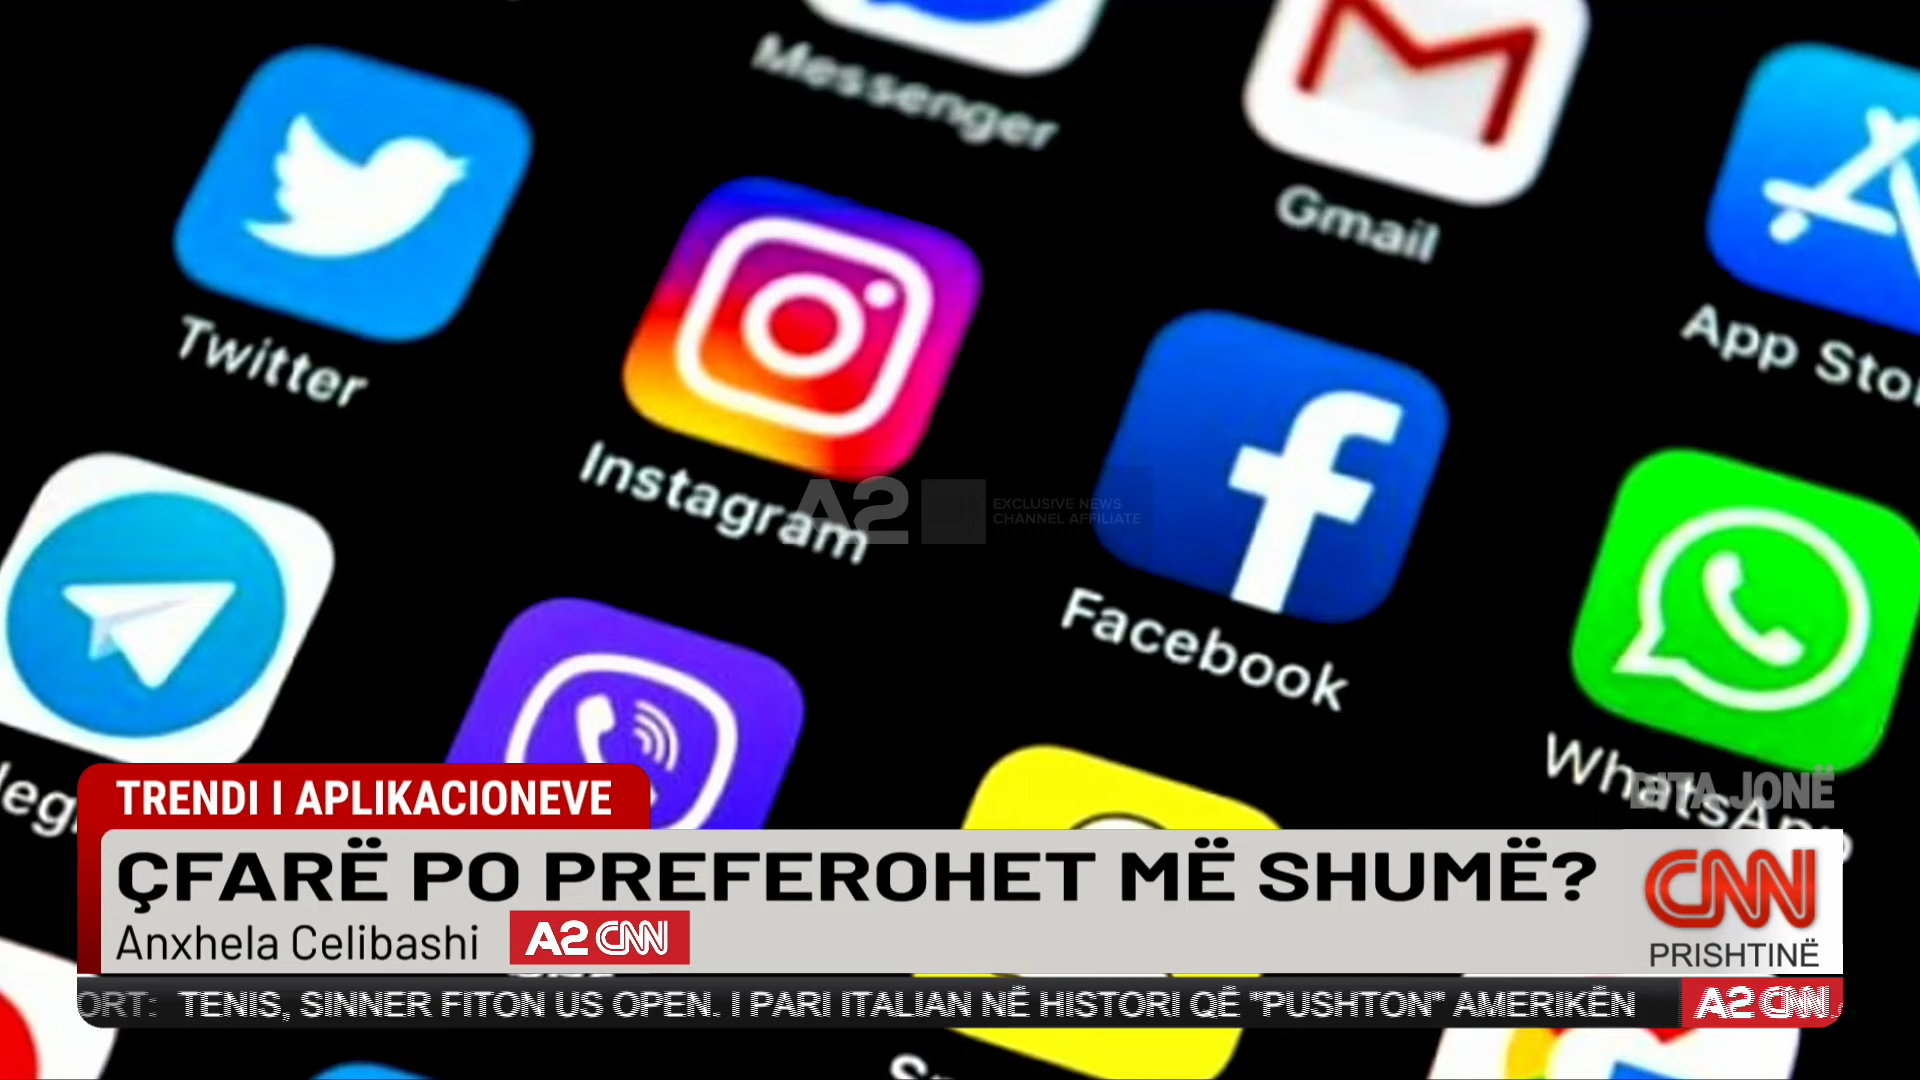 Messenger
Gmail
Twitter
App Sto
Instagram
A2 EXCLUSIVE NEWS
CHANNEL AFFILIATE
Facebook
WhatsApp
DITA JONË
TRENDI I APLIKACIONEVE
ÇFARË PO PREFEROHET MË SHUMË?
Anxhela Celibashi A2 CNN
CNN
PRISHTINË
ORT: TENIS, SINNER FITON US OPEN. I PARI ITALIAN NË HISTORI QË "PUSHTON" AMERIKËN
A2 CNN